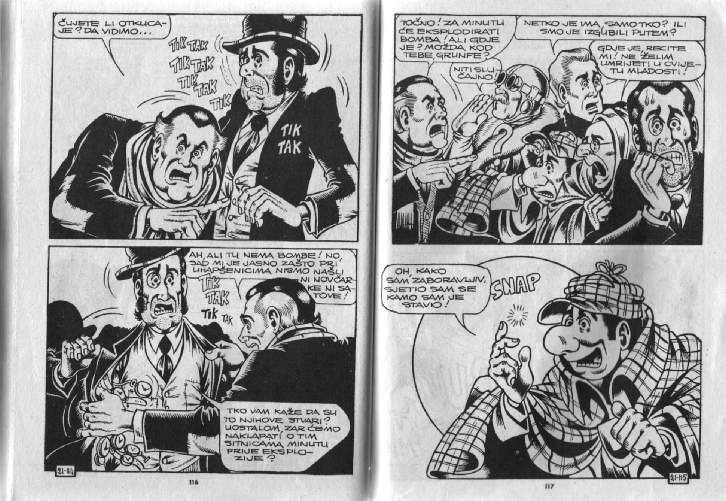 ČUJETE LI OTKUCA-
JE? DA VIDIMO...
TIK TAK
TIK TAK
TIK
TAK
TIK
TIK
TAK
AH, ALI TU NEMA BOMBE! NO,
SAD MI JE JASNO ZAŠTO PRI
UHAPŠENICIMA NISMO NAŠLI
NI NOVČAR-
KE NI SA-
TOVE!
TIK
TAK
TIK TAK
TKO VAM KAŽE DA SU
TO NJIHOVE STVARI?
UOSTALOM, ZAR ĆEMO
NAKLAPATI O TIM
SITNICAMA, MINUTU
PRIJE EKSPLO-
ZIJE?
116
TOČNO! ZA MINUTU
ĆE EKSPLODIRATI
BOMBA! ALI GDJE
JE? MOŽDA KOD
TEBE, GRUNFE?
NITI SLU-
ČAJNO.
NETKO JE IMA, SAMO TKO? ILI
SMO JE IZGUBILI PUTEM?
GDJE JE, RECITE
MI! NE ŽELIM
UMRIJETI U CVIJE-
TU MLADOSTI!
OH, KAKO
SAM ZABORAVLJIV,
SJETIO SAM SE
KAMO SAM JE
STAVIO!
SNAP
21-115
117